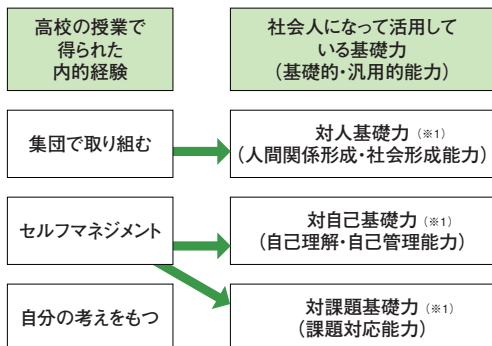 高校の授業で
得られた
内的経験
社会人になって活用して
いる基礎力
(基礎的・汎用的能力)
集団で取り組む
対人基礎力(※1)
(人間関係形成・社会形成能力)
セルフマネジメント
対自己基礎力(※1)
(自己理解・自己管理能力)
自分の考えをもつ
対課題基礎力(※1)
(課題対応能力)